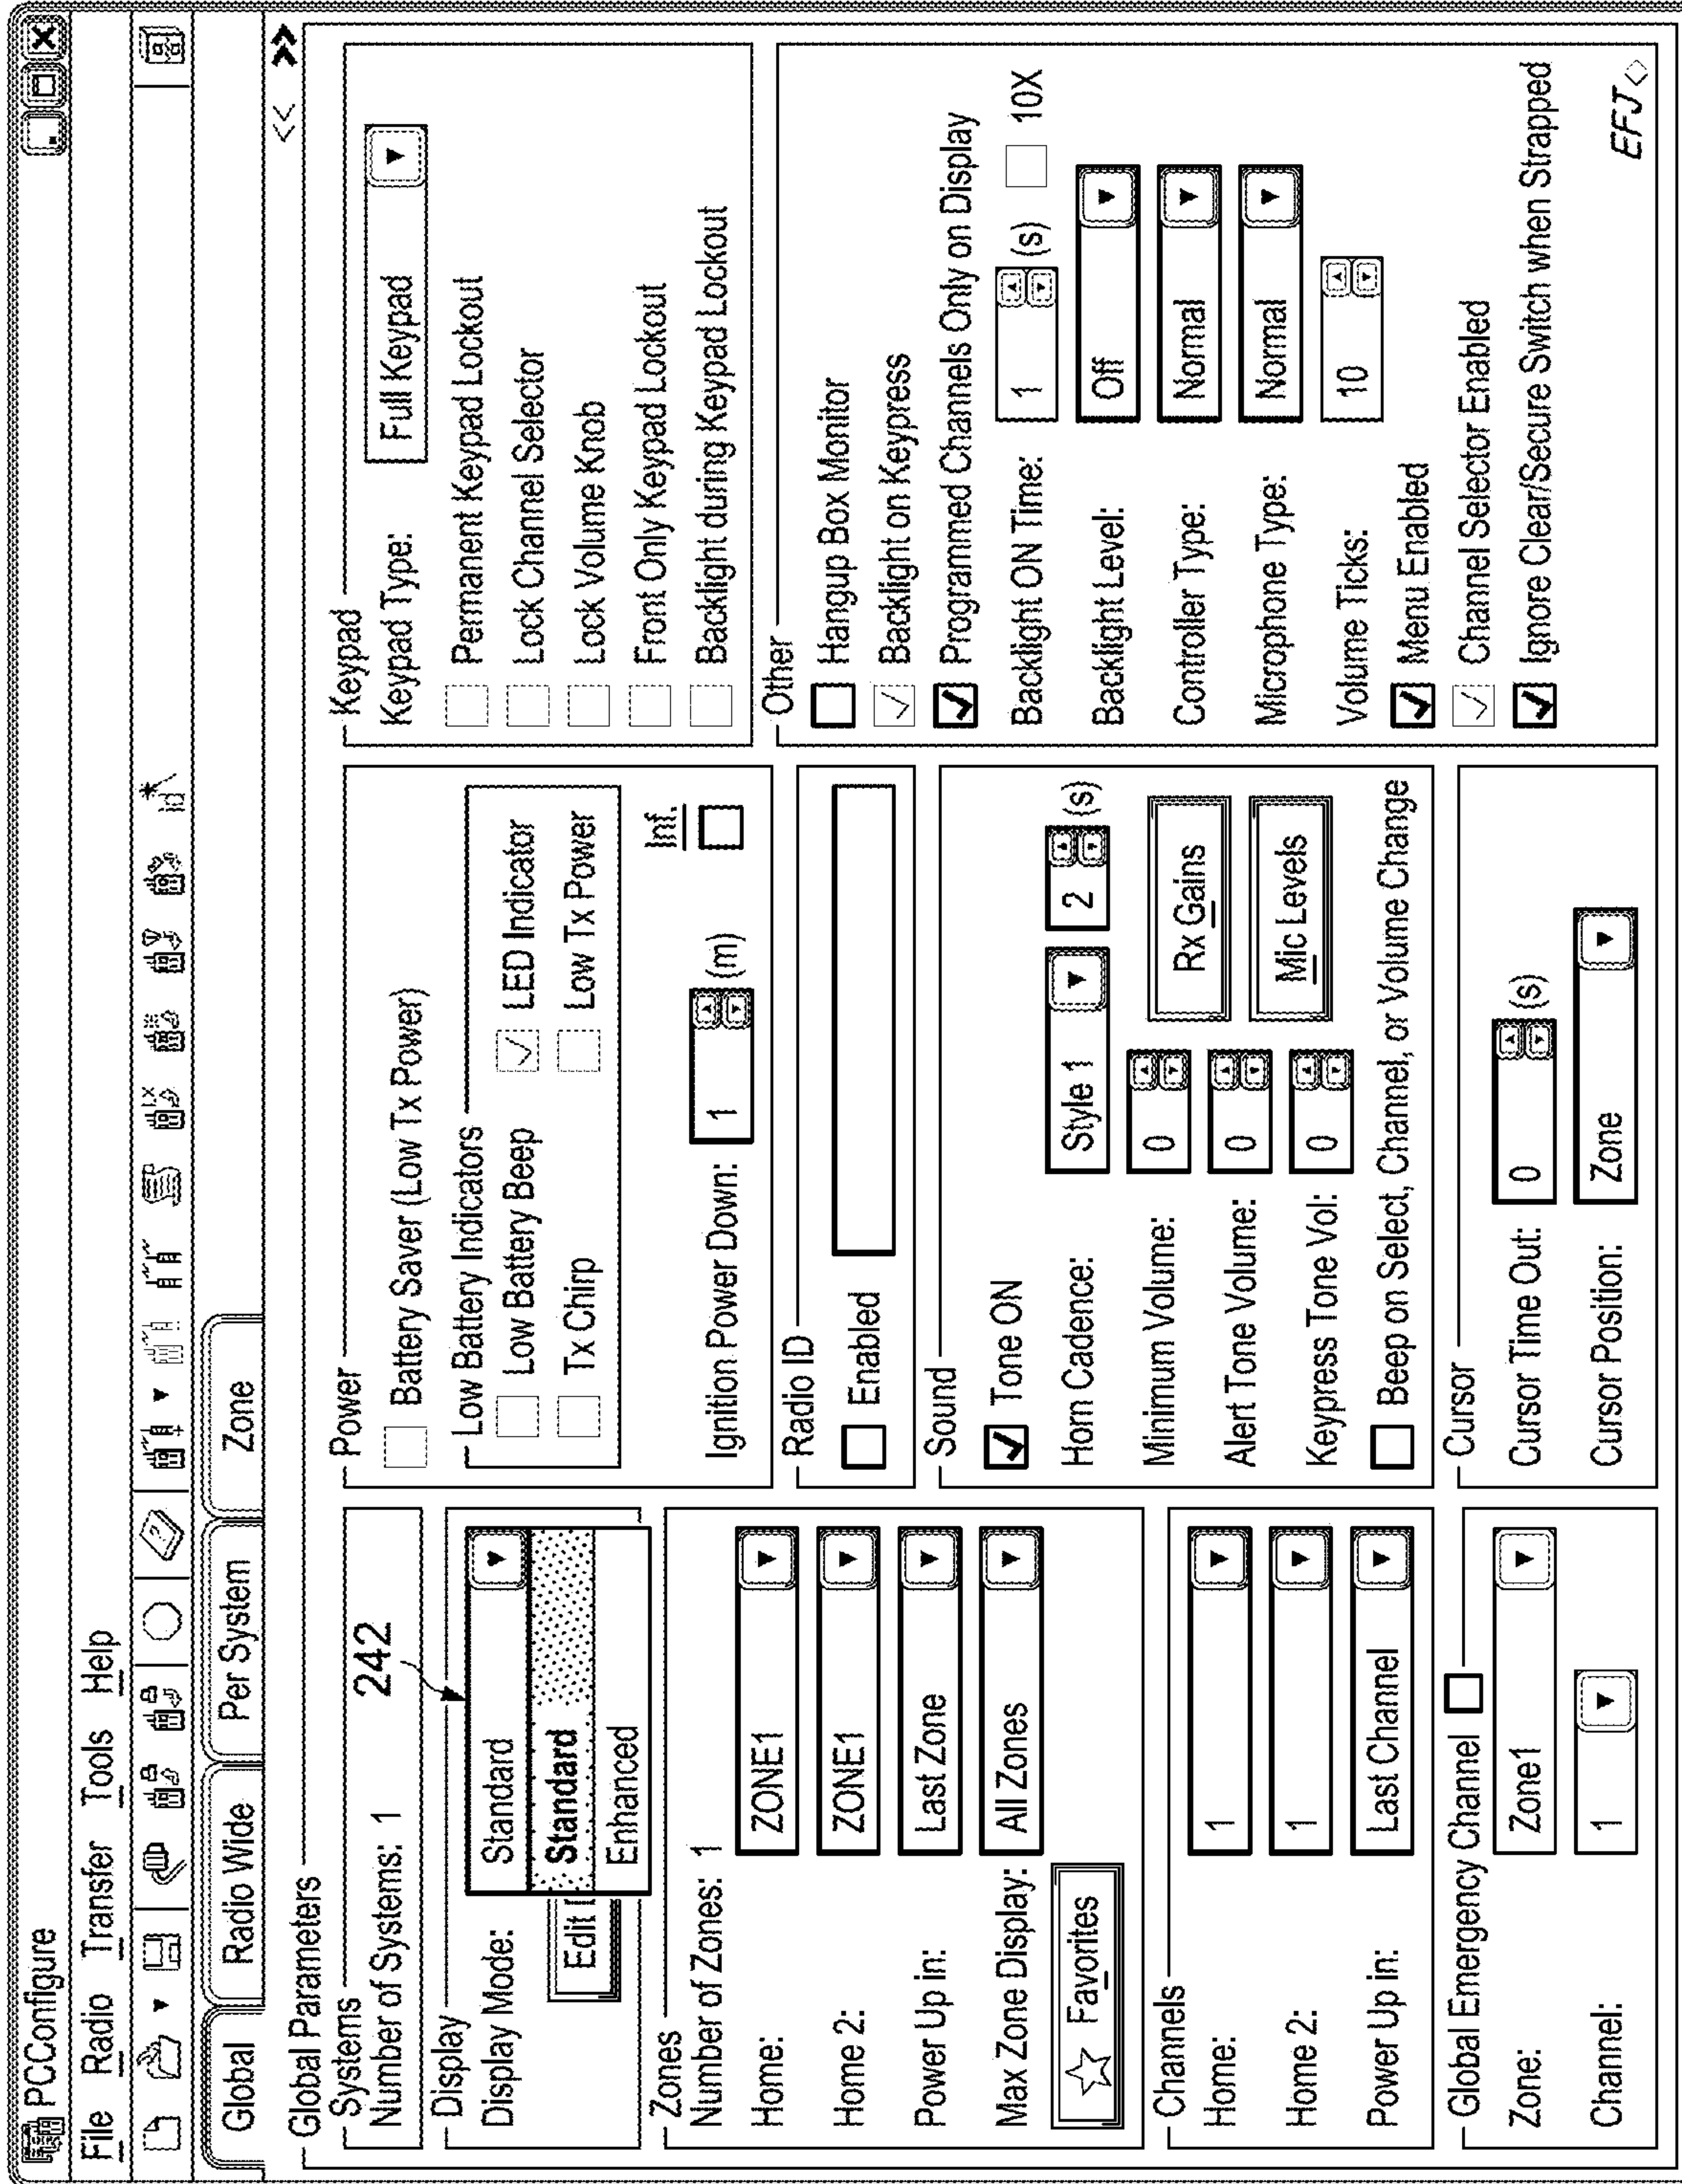 PCConfigure
File Radio Transfer Tools Help
Global Radio Wide Per System Zone
<< >>
Global Parameters
Systems
Number of Systems: 1
242
Display
Display Mode: Standard
Standard
Enhanced
Edit
Zones
Number of Zones: 1
Home: ZONE1
Home 2: ZONE1
Power Up in: Last Zone
Max Zone Display: All Zones
Favorites
Channels
Home: 1
Home 2: 1
Power Up in: Last Channel
Global Emergency Channel
Zone: Zone1
Channel: 1
Power
Battery Saver (Low Tx Power)
Low Battery Indicators
Low Battery Beep LED Indicator
Tx Chirp Low Tx Power
Inf.
Ignition Power Down: 1 (m)
Radio ID
Enabled
Sound
Tone ON
Horn Cadence: Style 1 2 (s)
Minimum Volume: 0
Rx Gains
Alert Tone Volume: 0
Mic Levels
Keypress Tone Vol: 0
Beep on Select, Channel, or Volume Change
Cursor
Cursor Time Out: 0 (s)
Cursor Position: Zone
Keypad
Keypad Type: Full Keypad
Permanent Keypad Lockout
Lock Channel Selector
Lock Volume Knob
Front Only Keypad Lockout
Backlight during Keypad Lockout
Other
Hangup Box Monitor
Backlight on Keypress
Programmed Channels Only on Display
Backlight ON Time: 1 (s) 10X
Backlight Level: Off
Controller Type: Normal
Microphone Type: Normal
Volume Ticks: 10
Menu Enabled
Channel Selector Enabled
Ignore Clear/Secure Switch when Strapped
EFJ